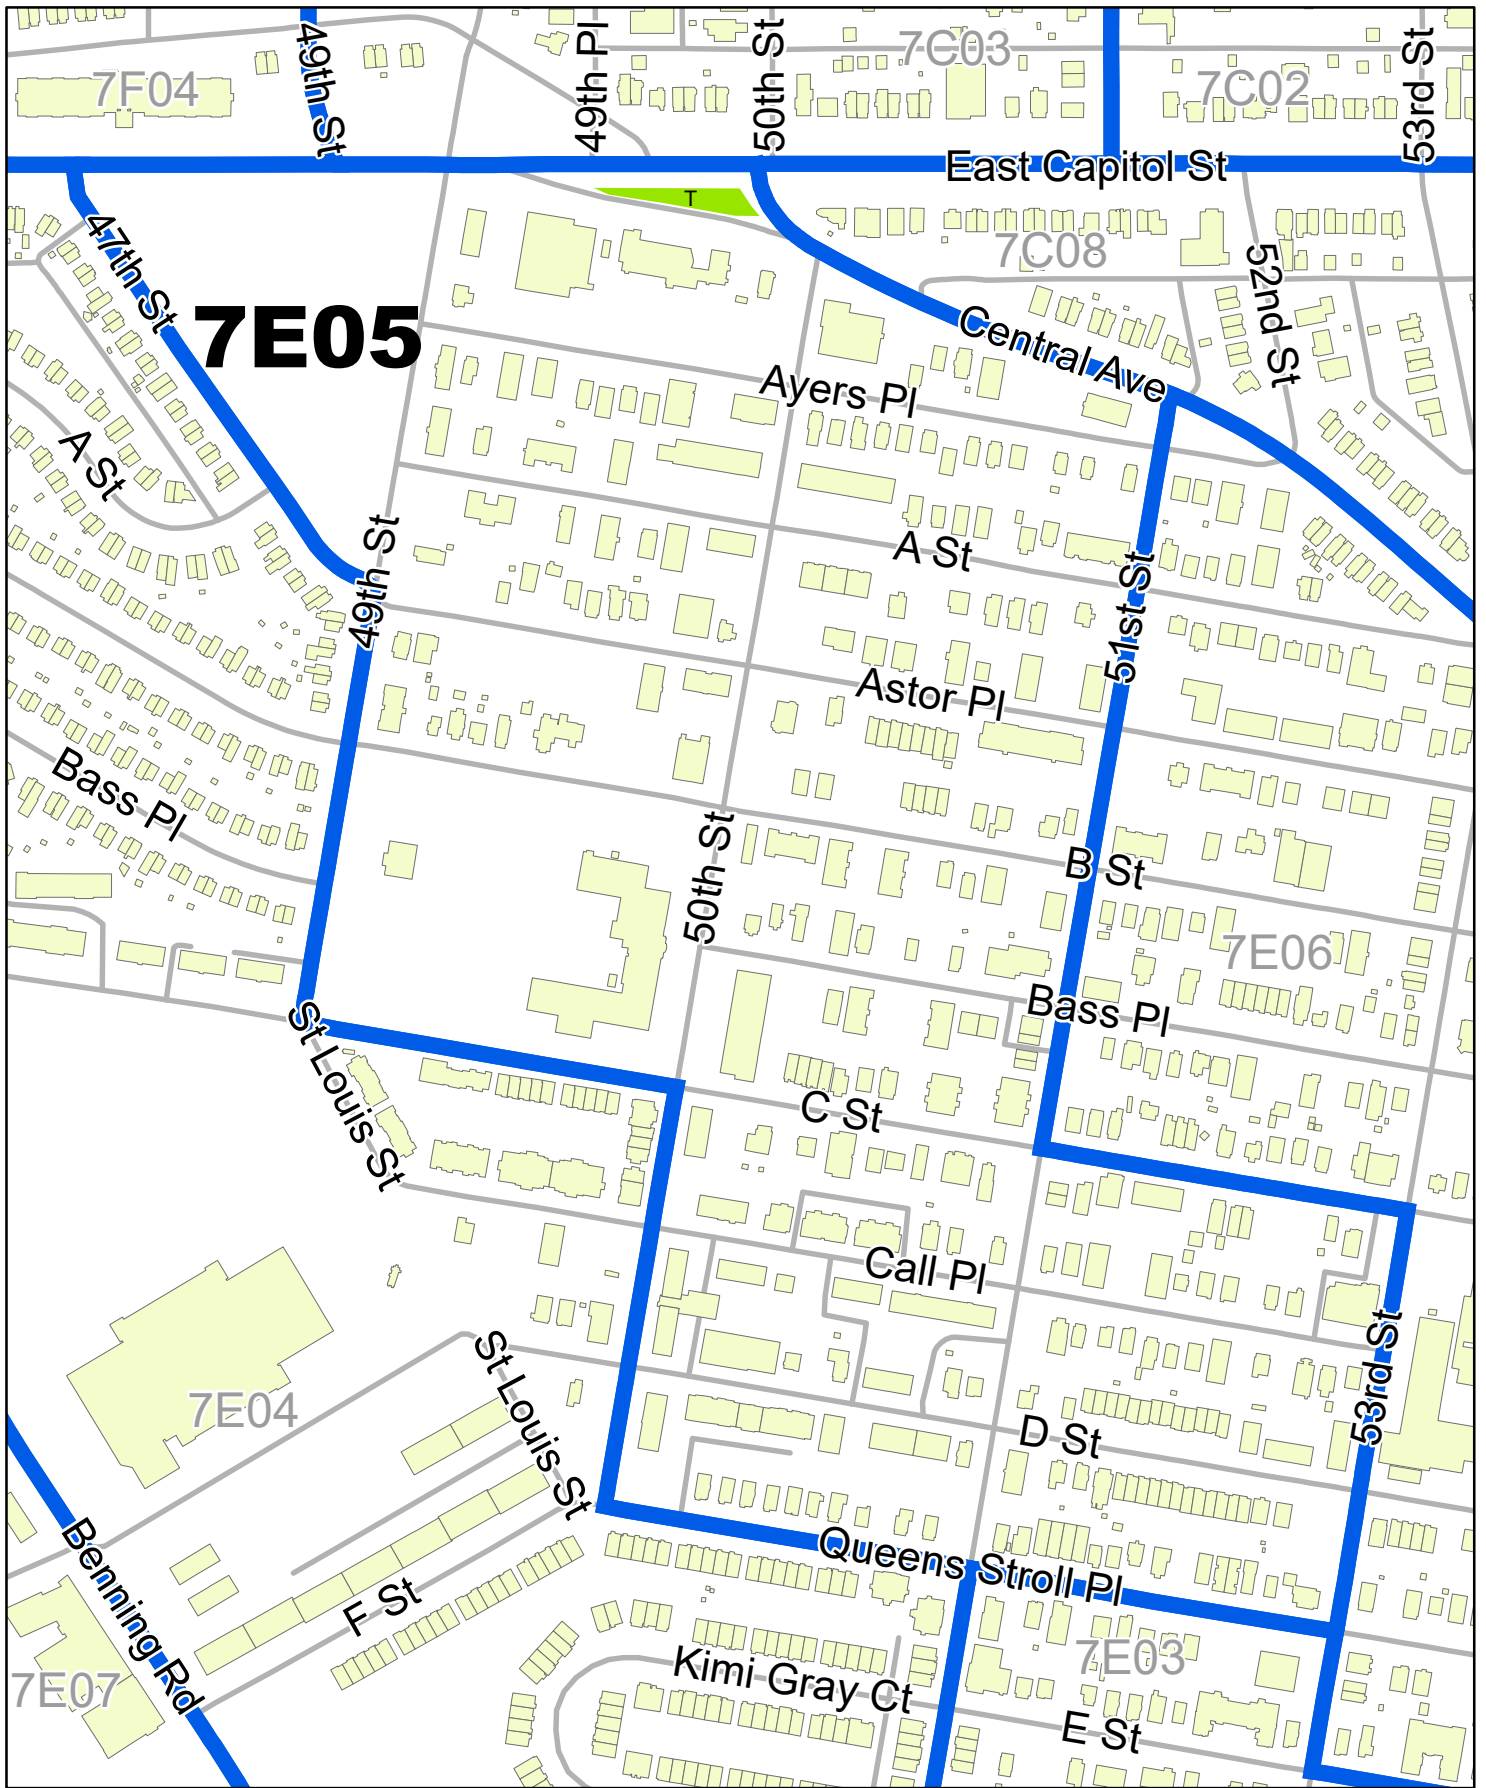 49th St
49th Pl
50th St
7C03
53rd St
7F04
7C02
East Capitol St
T
47th St
7C08
52nd St
7E05
Central Ave
Ayers Pl
A St
49th St
A St
51st St
Astor Pl
Bass Pl
50th St
B St
7E06
Bass Pl
St Louis St
C St
Call Pl
53rd St
St Louis St
7E04
D St
Benning Rd
Queens Stroll Pl
F St
7E03
Kimi Gray Ct
7E07
E St